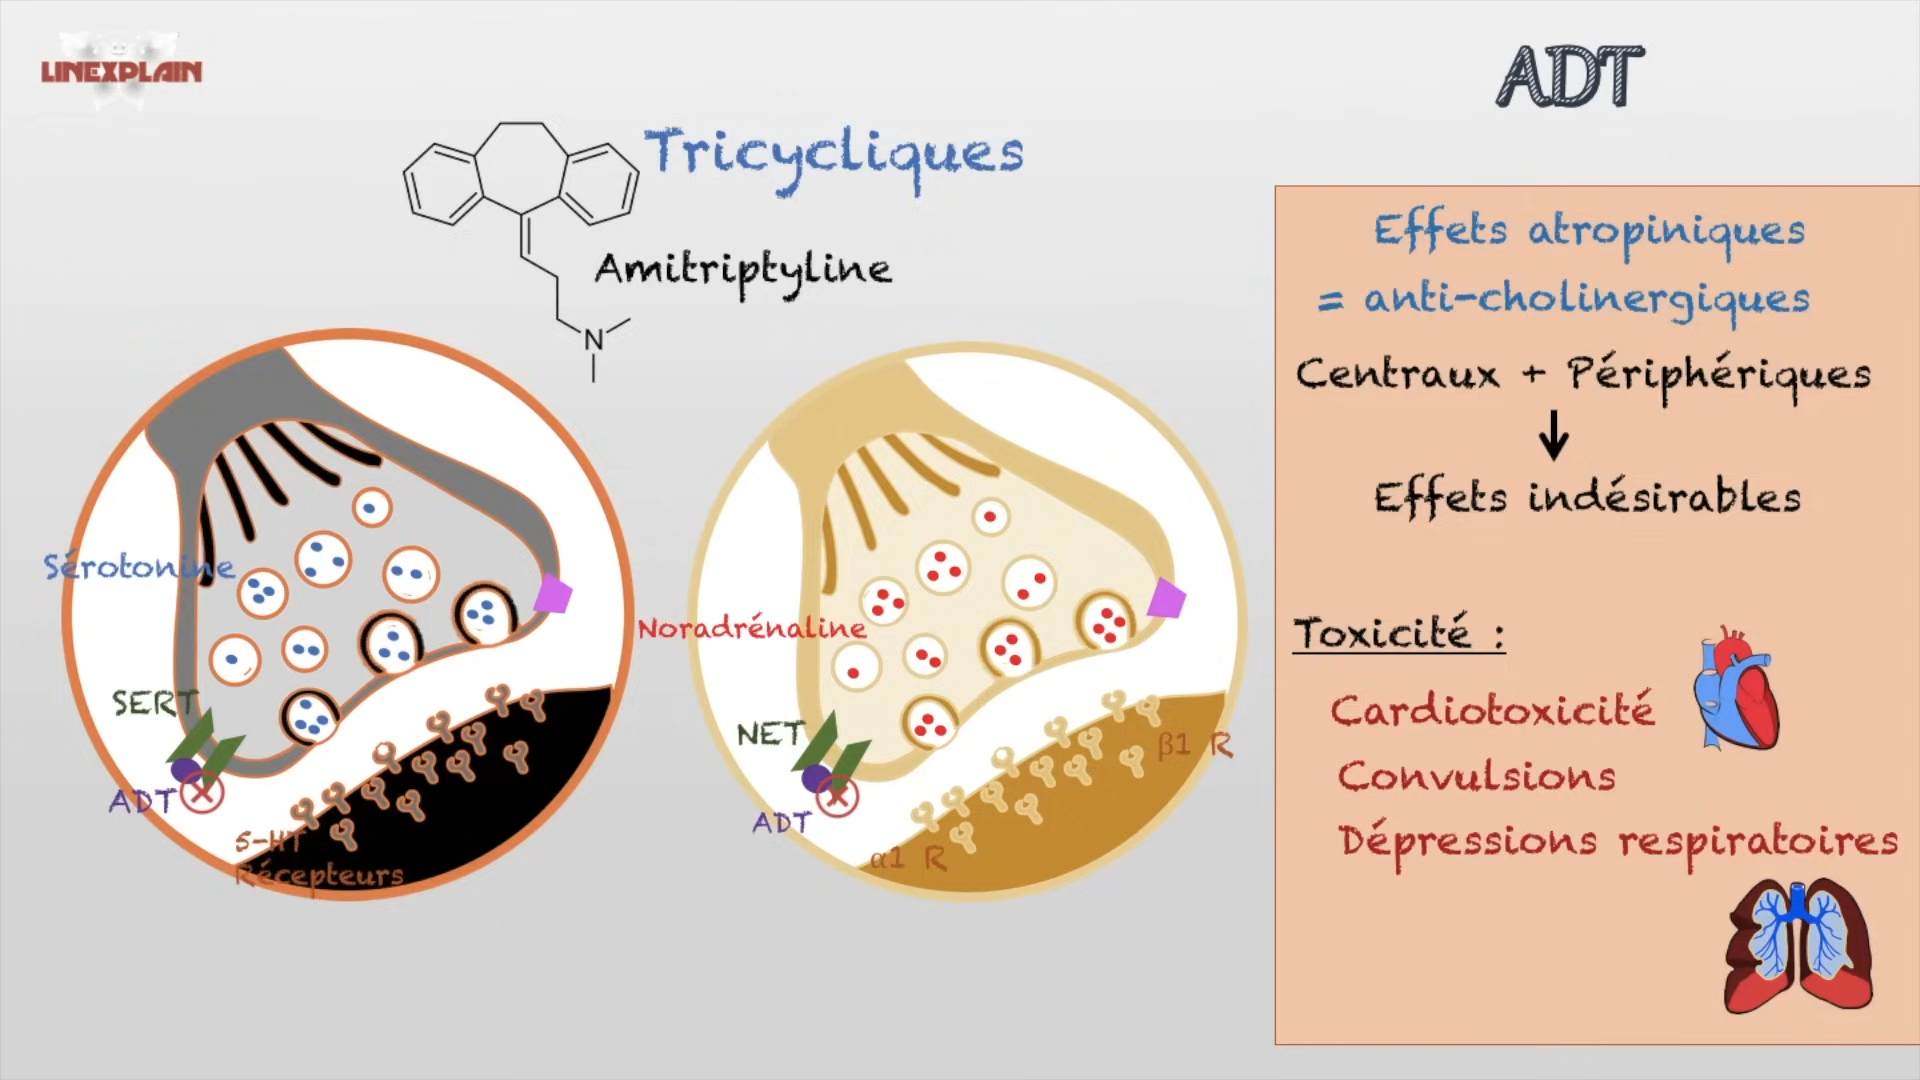 LINEXPLAIN
ADT
Tricycliques
Amitriptyline
N
Sérotonine
SERT
ADT
5-HT
Récepteurs
Noradrénaline
NET
ADT
α1 R
β1 R
Effets atropiniques
= anti-cholinergiques
Centraux + Périphériques
Effets indésirables
Toxicité :
Cardiotoxicité
Convulsions
Dépressions respiratoires